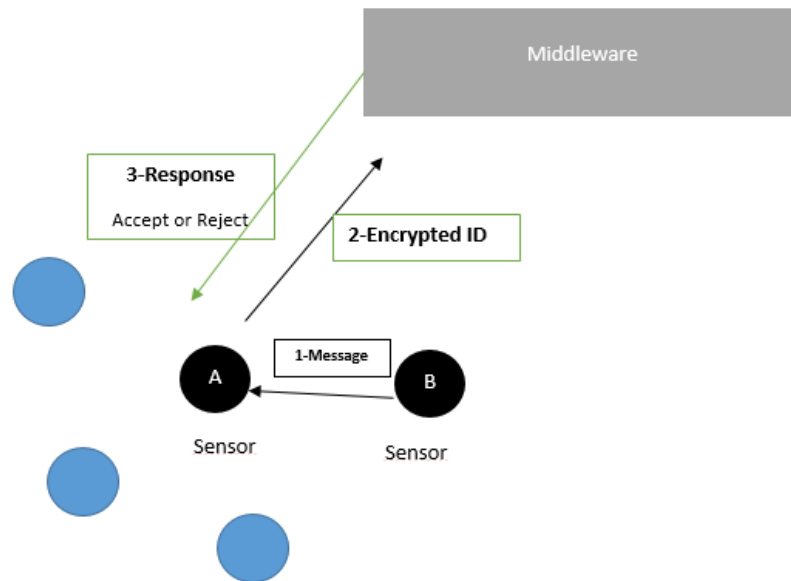 Middleware
3-Response
Accept or Reject
2-Encrypted ID
1-Message
A
B
Sensor
Sensor